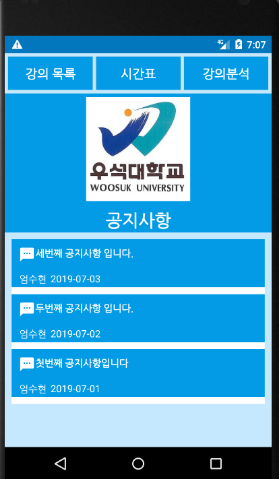 7:07
강의 목록
시간표
강의분석
우석대학교
WOOSUK UNIVERSITY
공지사항
세번째 공지사항 입니다.
엄수현 2019-07-03
두번째 공지사항 입니다.
엄수현 2019-07-02
첫번째 공지사항입니다
엄수현 2019-07-01